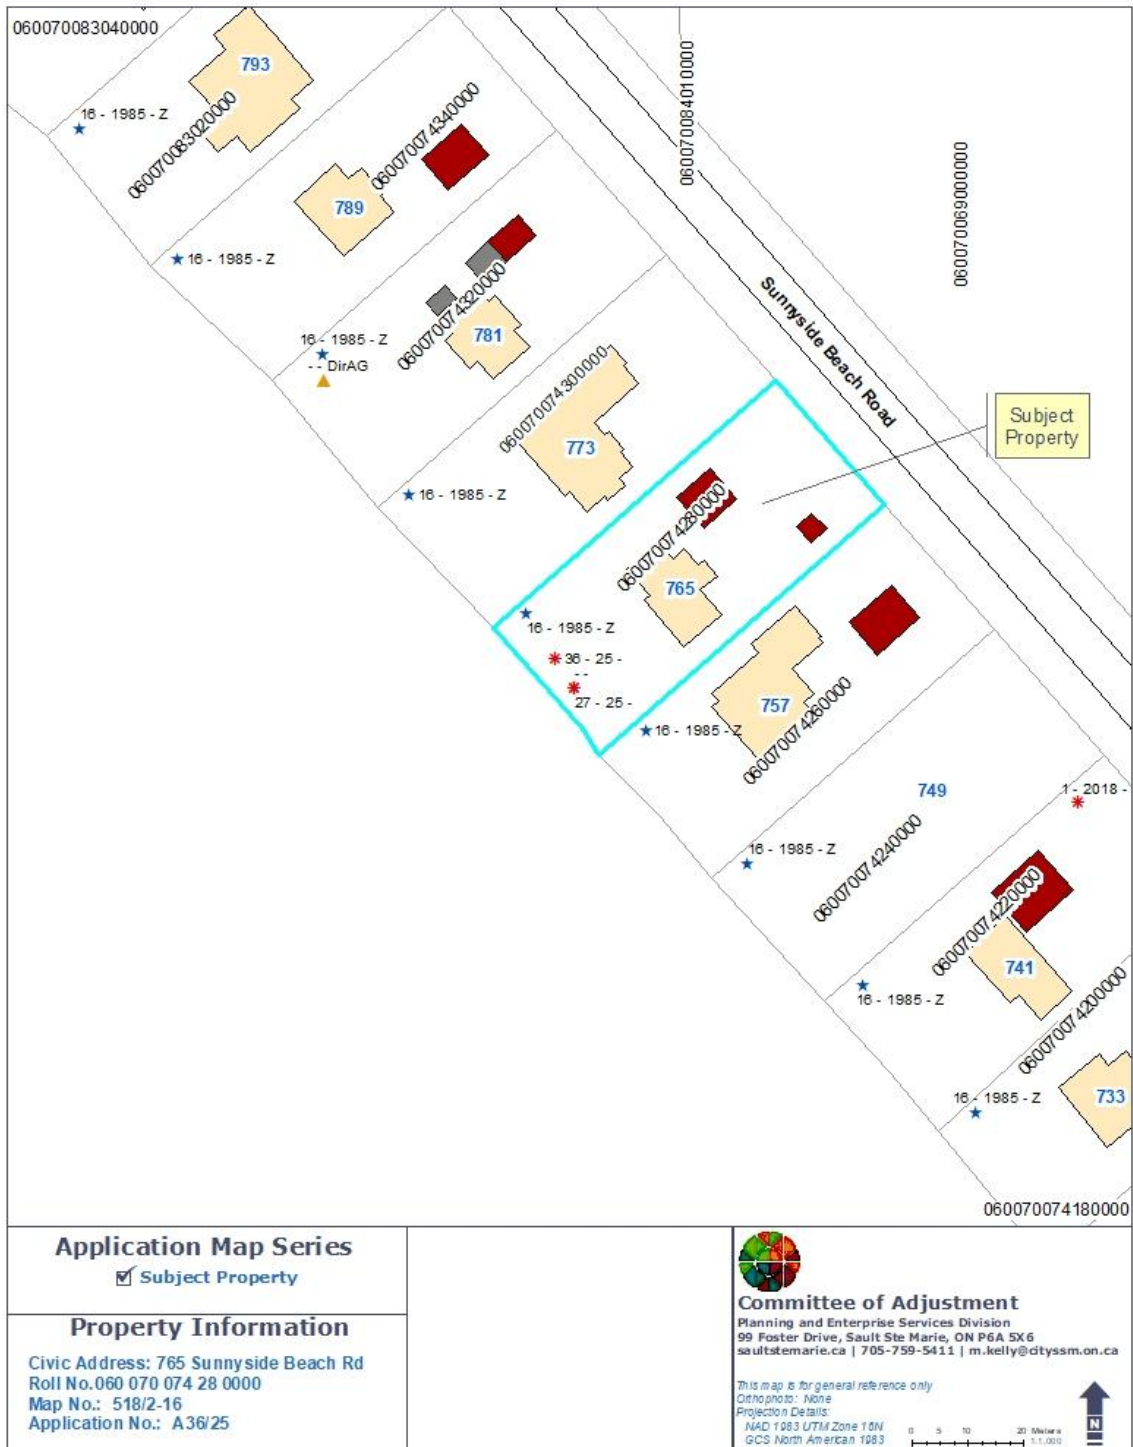 060070083040000
793
16 - 1985 - Z
060070083020000
060070074340000
060070084010000
060070069000000
789
16 - 1985 - Z
060070074320000
781
16 - 1985 - Z
- - DirAG
Sunnyside Beach Road
060070074300000
773
16 - 1985 - Z
Subject
Property
060070074280000
765
16 - 1985 - Z
36 - 25 -
- -
27 - 25 -
757
16 - 1985 - Z
060070074260000
749
1 - 2018 -
16 - 1985 - Z
060070074240000
060070074220000
741
16 - 1985 - Z
060070074200000
16 - 1985 - Z
733
060070074180000
Application Map Series
Subject Property
Property Information
Civic Address: 765 Sunnyside Beach Rd
Roll No.060 070 074 28 0000
Map No.: 518/2-16
Application No.: A36/25
Committee of Adjustment
Planning and Enterprise Services Division
99 Foster Drive, Sault Ste Marie, ON P6A 5X6
saultstemarie.ca | 705-759-5411 | m.kelly@cityssm.on.ca
This map is for general reference only
Orthophoto: None
Projection Details:
NAD 1983 UTM Zone 16N
GCS North American 1983
0 5 10 20 Meters
1:1,000
N